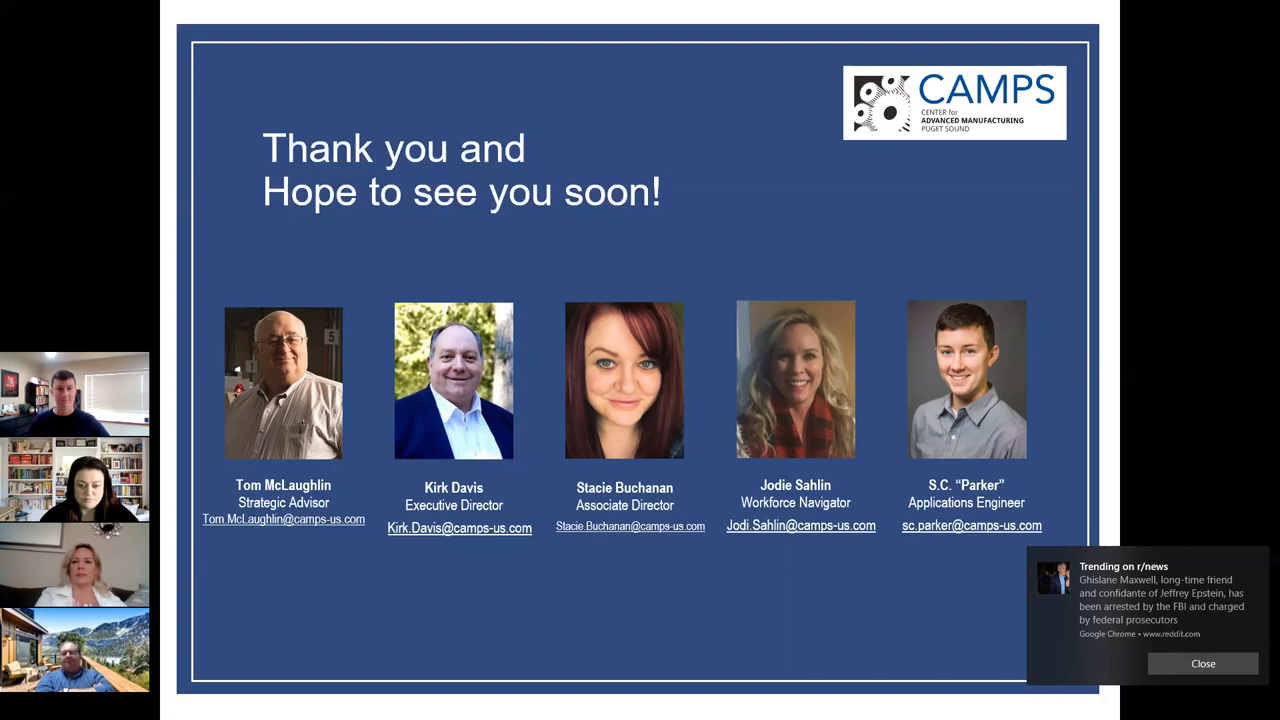 CAMPS
CENTER for
ADVANCED MANUFACTURING
PUGET SOUND
Thank you and
Hope to see you soon!
5
Tom McLaughlin
Strategic Advisor
Tom.McLaughlin@camps-us.com
Kirk Davis
Executive Director
Kirk.Davis@camps-us.com
Stacie Buchanan
Associate Director
Stacie.Buchanan@camps-us.com
Jodie Sahlin
Workforce Navigator
Jodi.Sahlin@camps-us.com
S.C. “Parker”
Applications Engineer
sc.parker@camps-us.com
Trending on r/news
Ghislane Maxwell, long-time friend
and confidante of Jeffrey Epstein, has
been arrested by the FBI and charged
by federal prosecutors
Google Chrome • www.reddit.com
Close